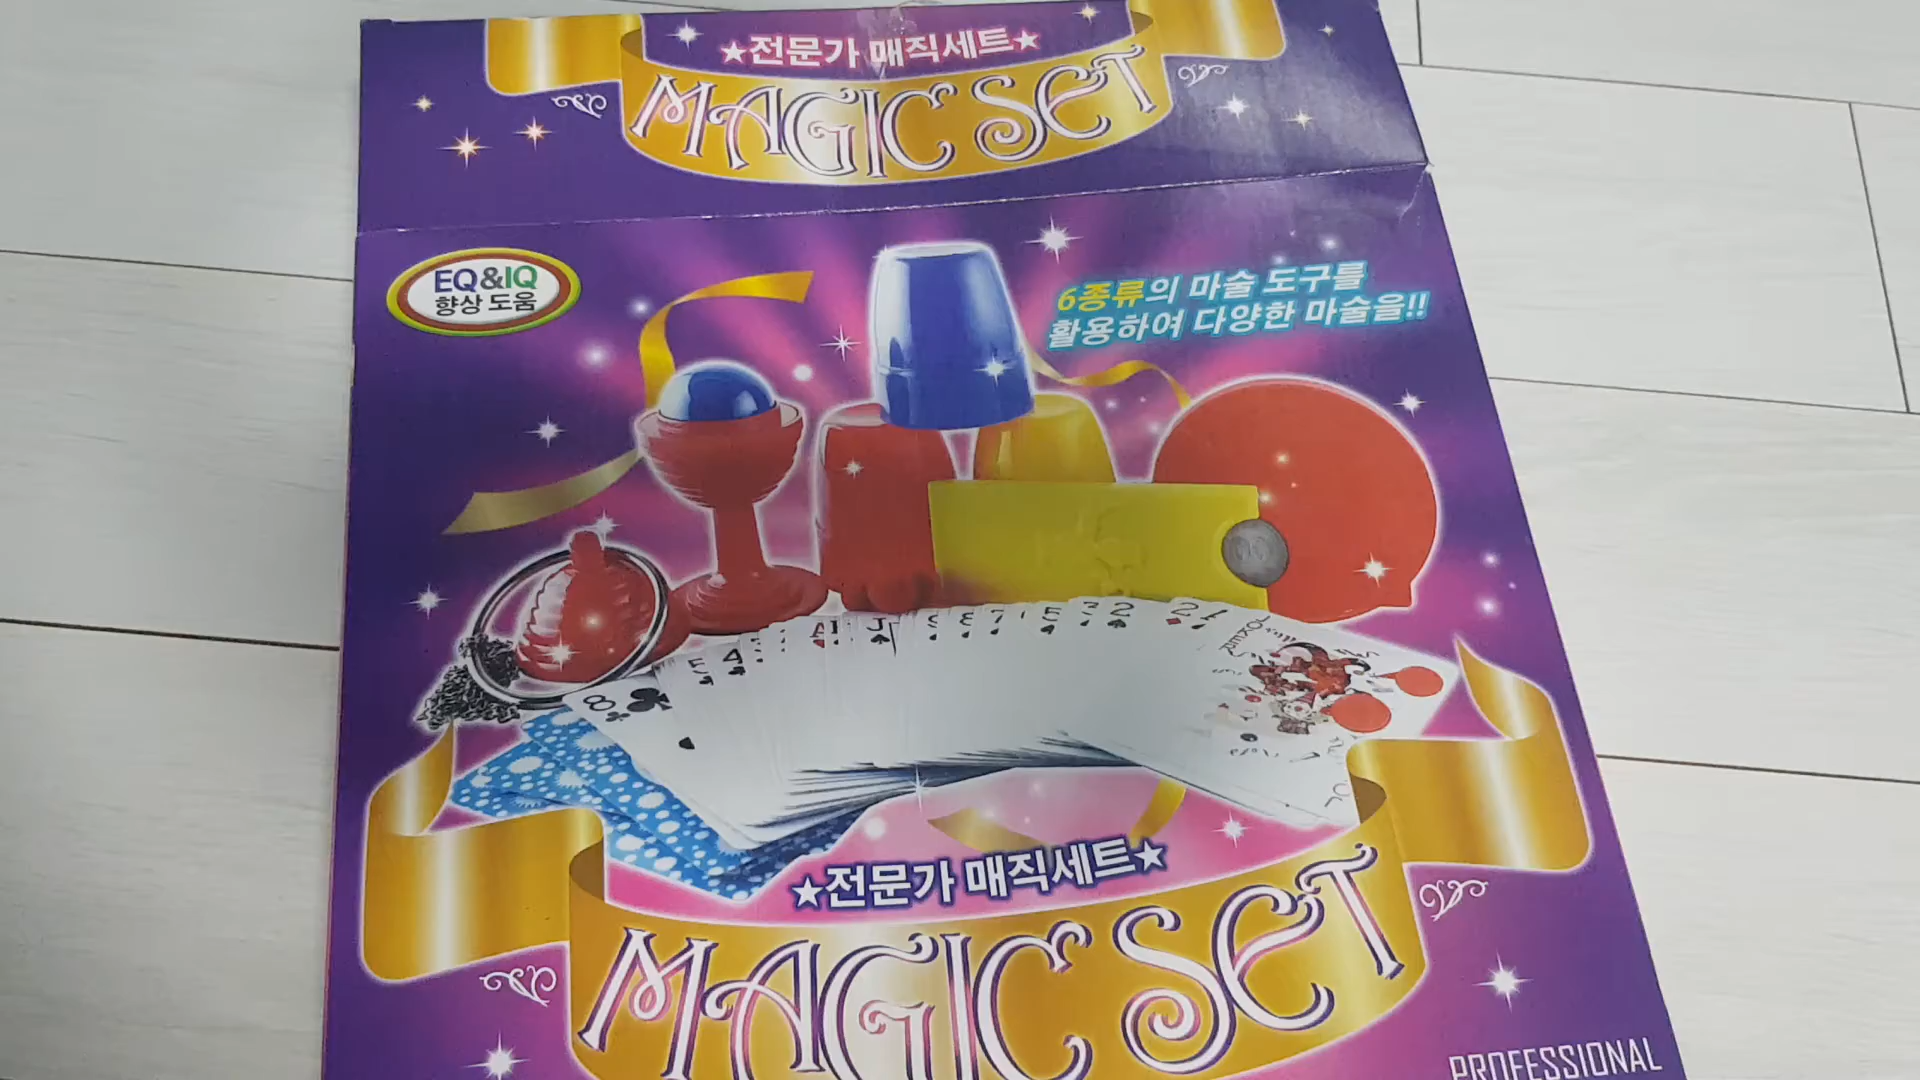 ★전문가 매직세트★
MAGIC SET
EQ&IQ
향상 도움
6종류의 마술 도구를
활용하여 다양한 마술을!!
★전문가 매직세트★
MAGIC SET
PROFESSIONAL